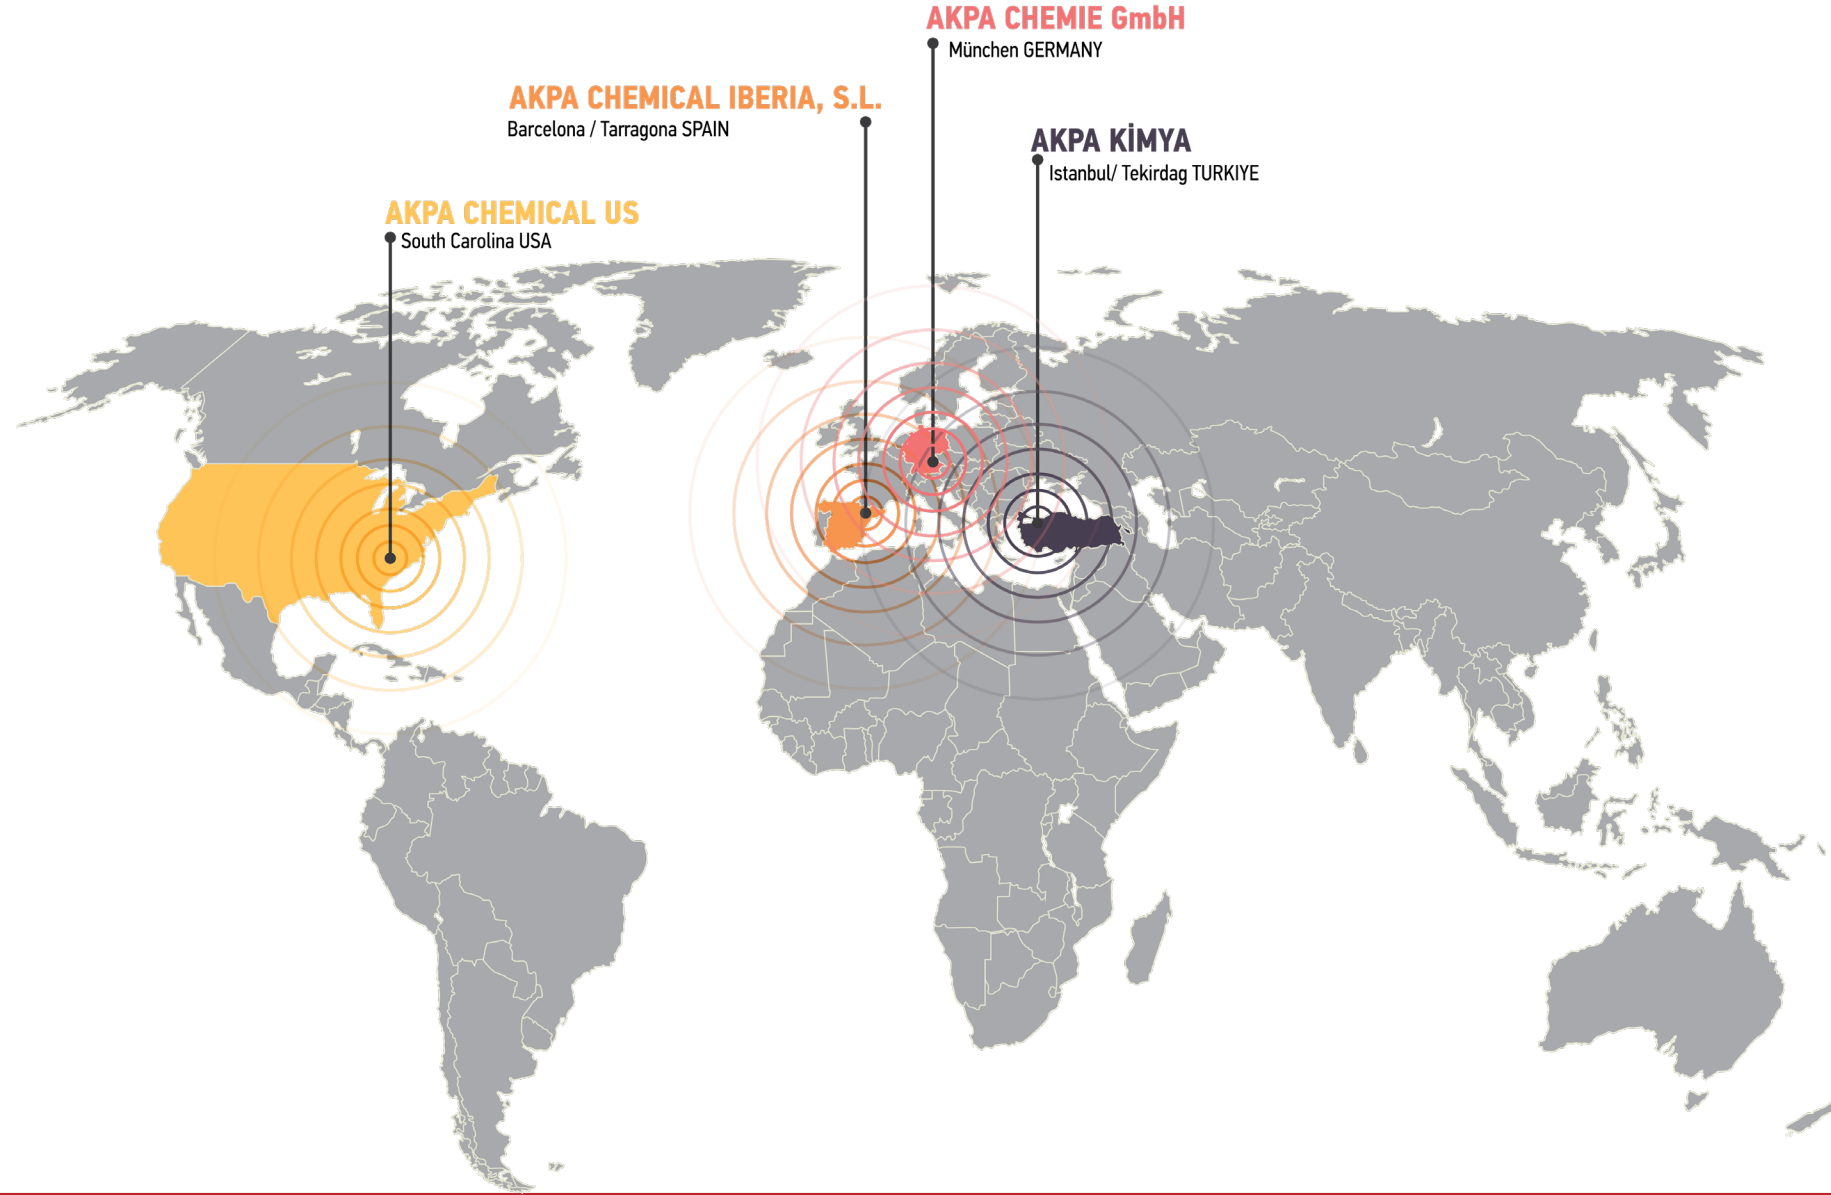 AKPA CHEMIE GmbH
München GERMANY
AKPA CHEMICAL IBERIA, S.L.
Barcelona / Tarragona SPAIN
AKPA KİMYA
Istanbul/ Tekirdag TURKIYE
AKPA CHEMICAL US
South Carolina USA